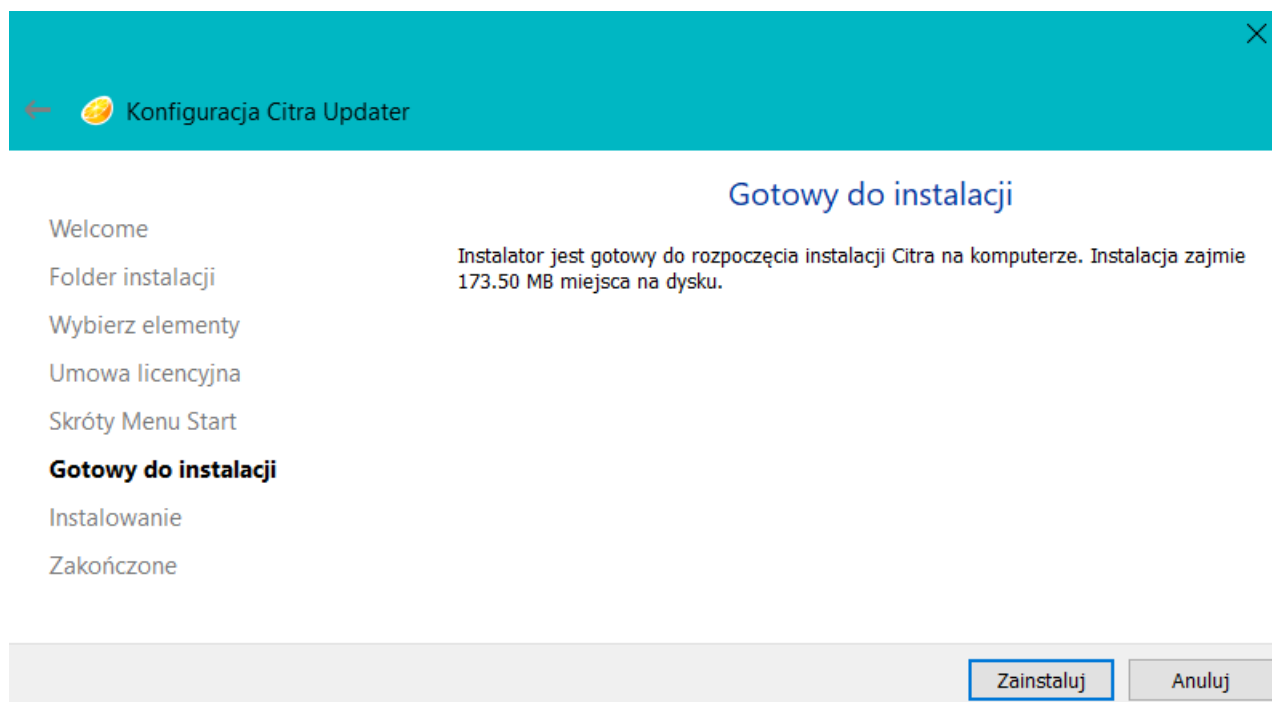 Konfiguracja Citra Updater
Welcome
Folder instalacji
Wybierz elementy
Umowa licencyjna
Skróty Menu Start
Gotowy do instalacji
Instalowanie
Zakończone
Gotowy do instalacji
Instalator jest gotowy do rozpoczęcia instalacji Citra na komputerze. Instalacja zajmie
173.50 MB miejsca na dysku.
Zainstaluj
Anuluj